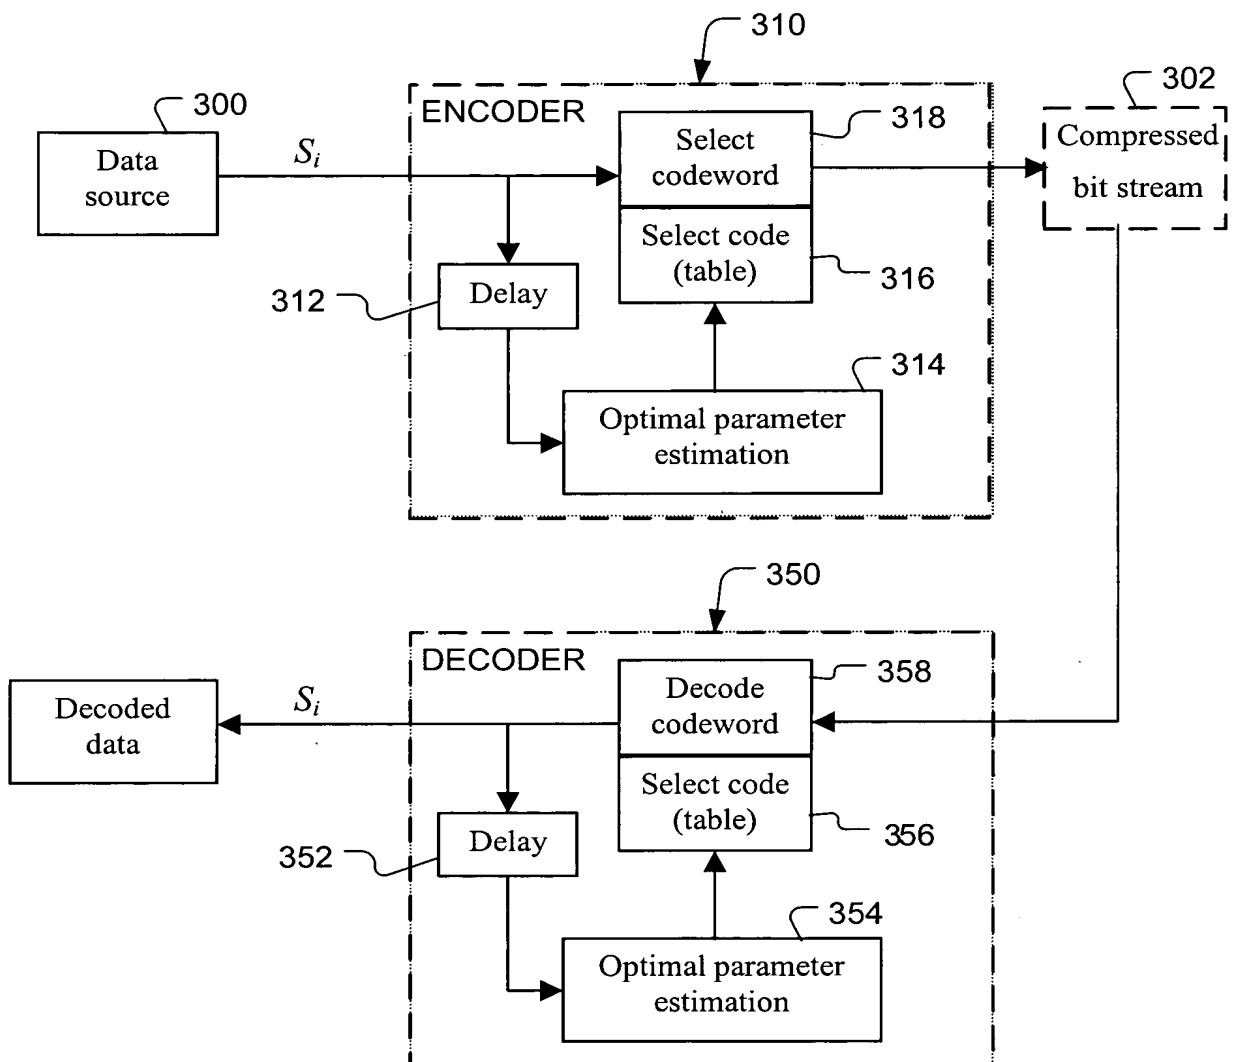 310
302
300
ENCODER
318
Compressed
bit stream
Data
source
S_i
Select
codeword
Select code
(table)
316
312
Delay
314
Optimal parameter
estimation
350
DECODER
358
Decoded
data
S_i
Decode
codeword
Select code
(table)
356
352
Delay
354
Optimal parameter
estimation